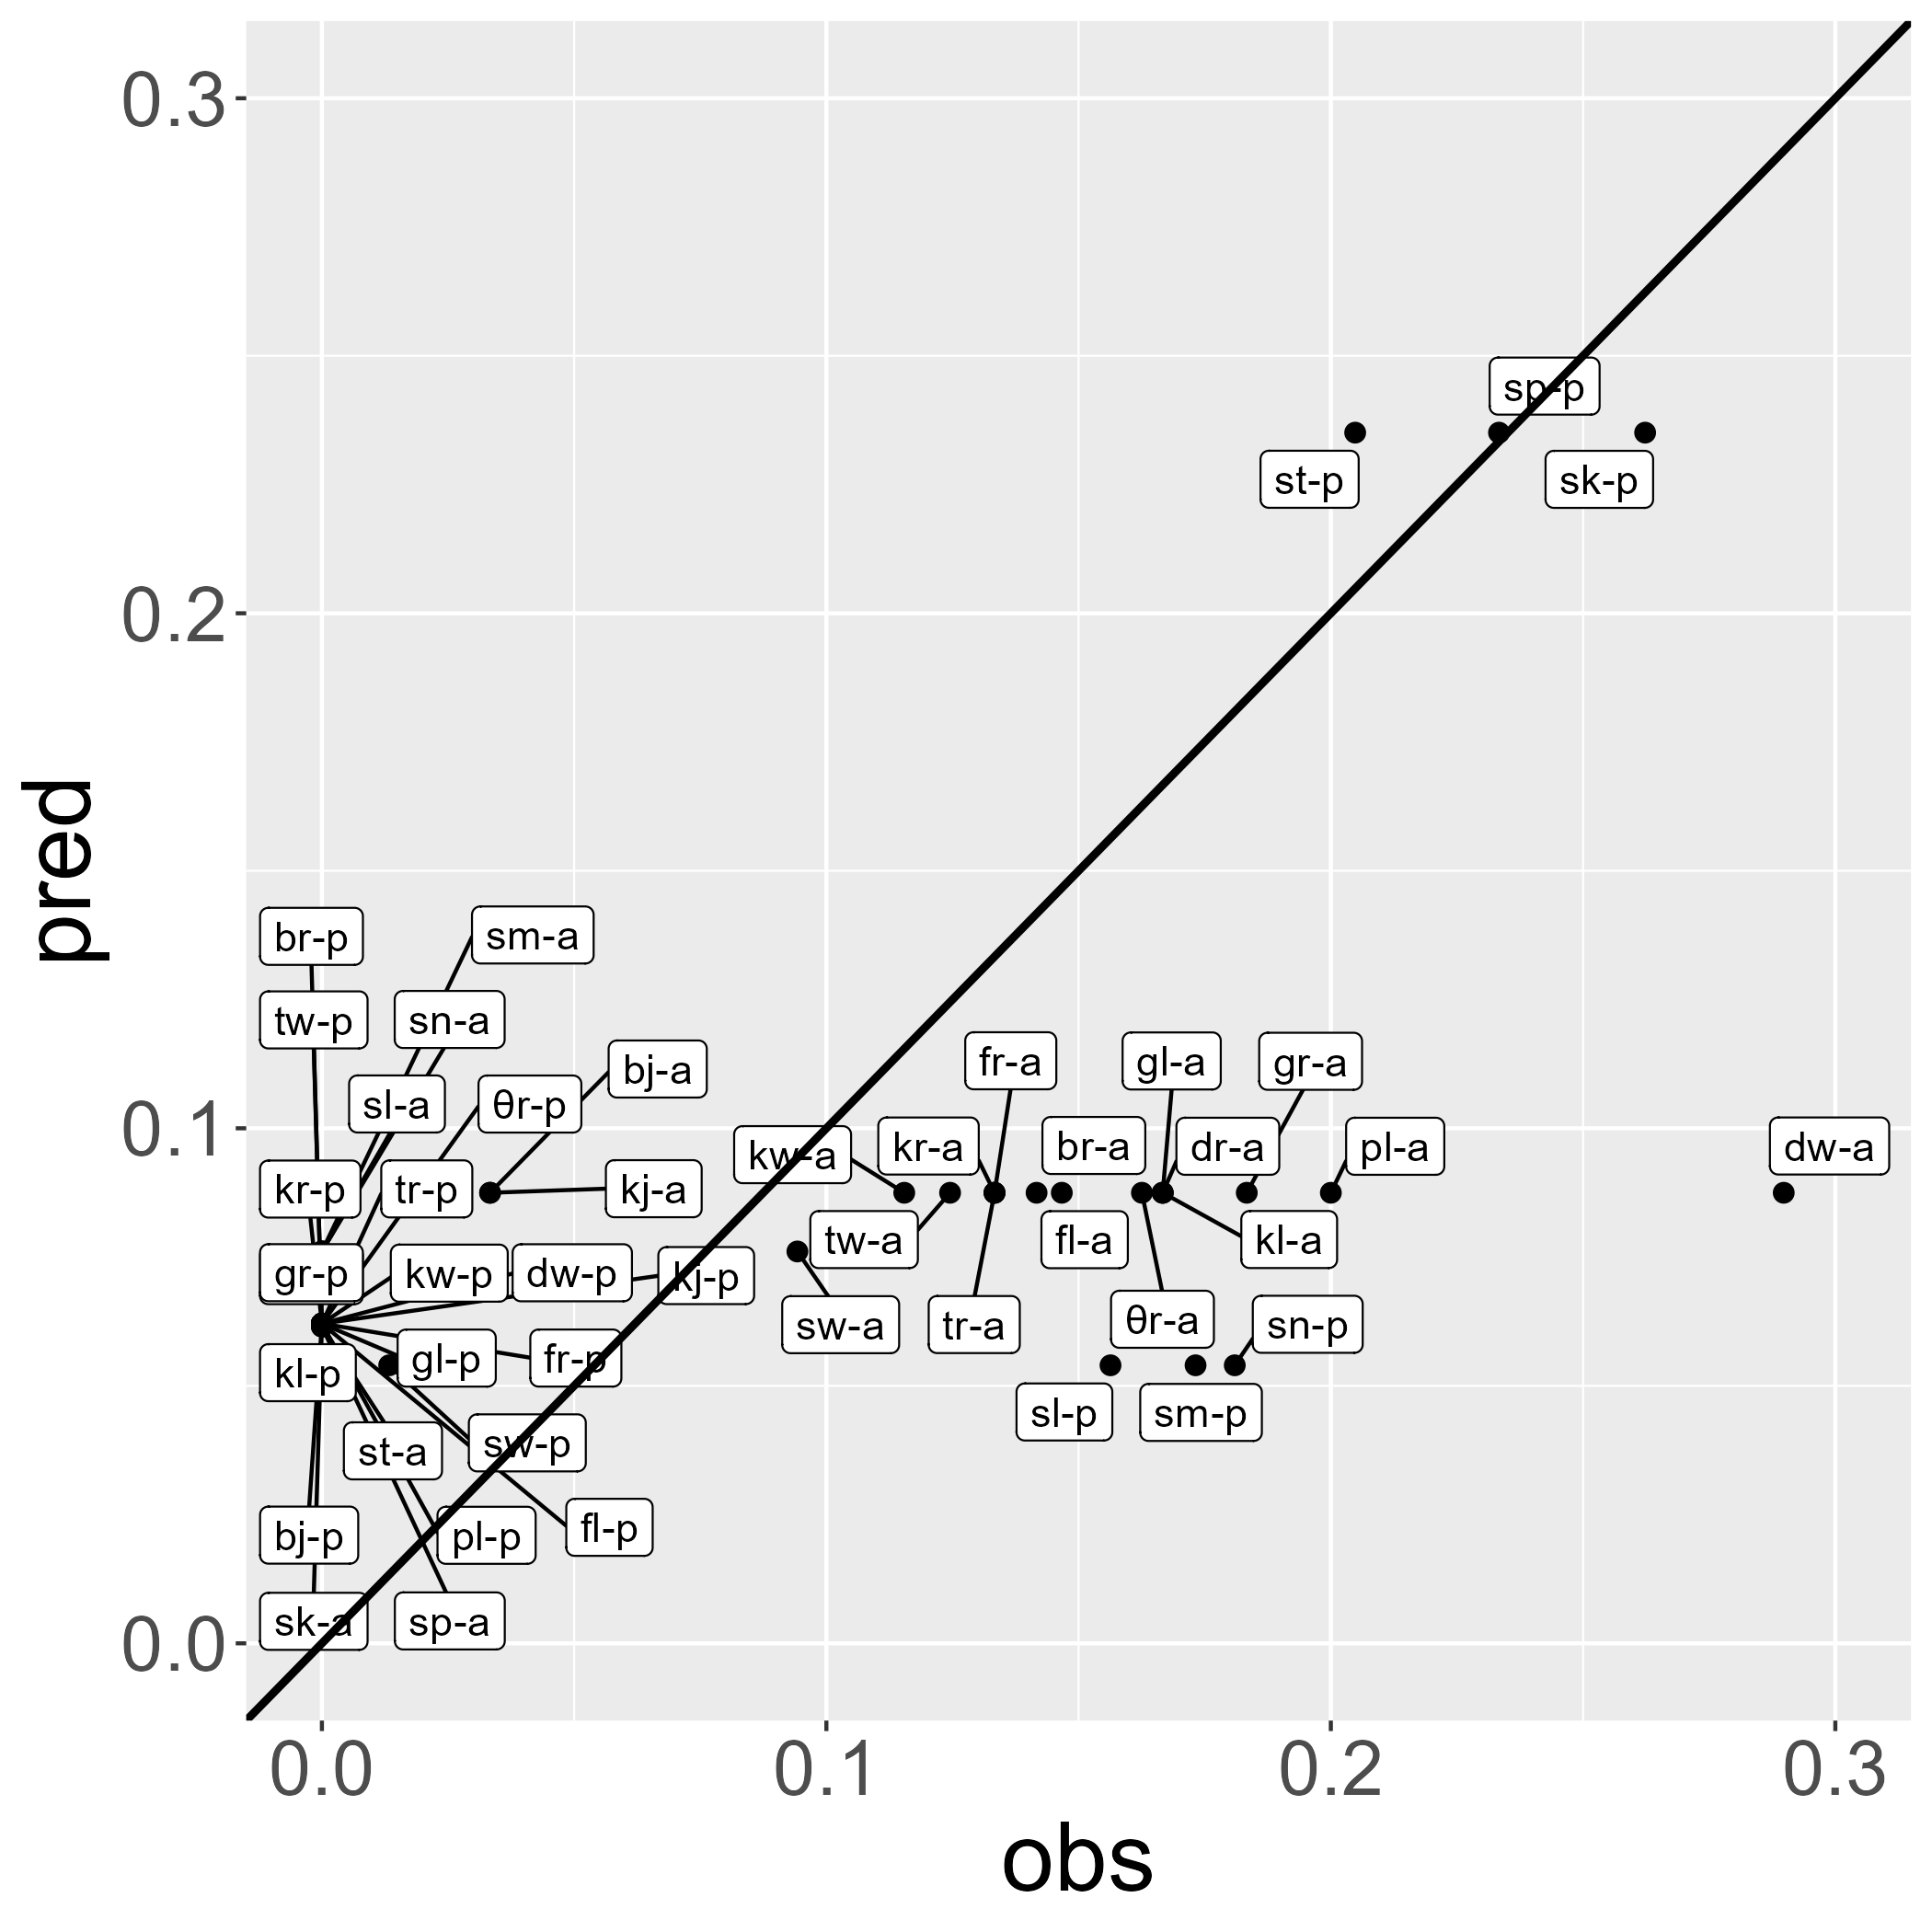 0.3
sp-p
st-p
sk-p
0.2
pred
br-p
sm-a
tw-p
sn-a
bj-a
fr-a
gl-a
gr-a
sl-a
θr-p
0.1
kw-a
kr-a
br-a
dr-a
pl-a
dw-a
kr-p
tr-p
kj-a
tw-a
fl-a
kl-a
gr-p
kw-p
dw-p
kj-p
sw-a
tr-a
θr-a
sn-p
kl-p
gl-p
fr-p
sl-p
sm-p
st-a
sw-p
bj-p
pl-p
fl-p
sk-a
sp-a
0.0
0.0
0.1
0.2
0.3
obs